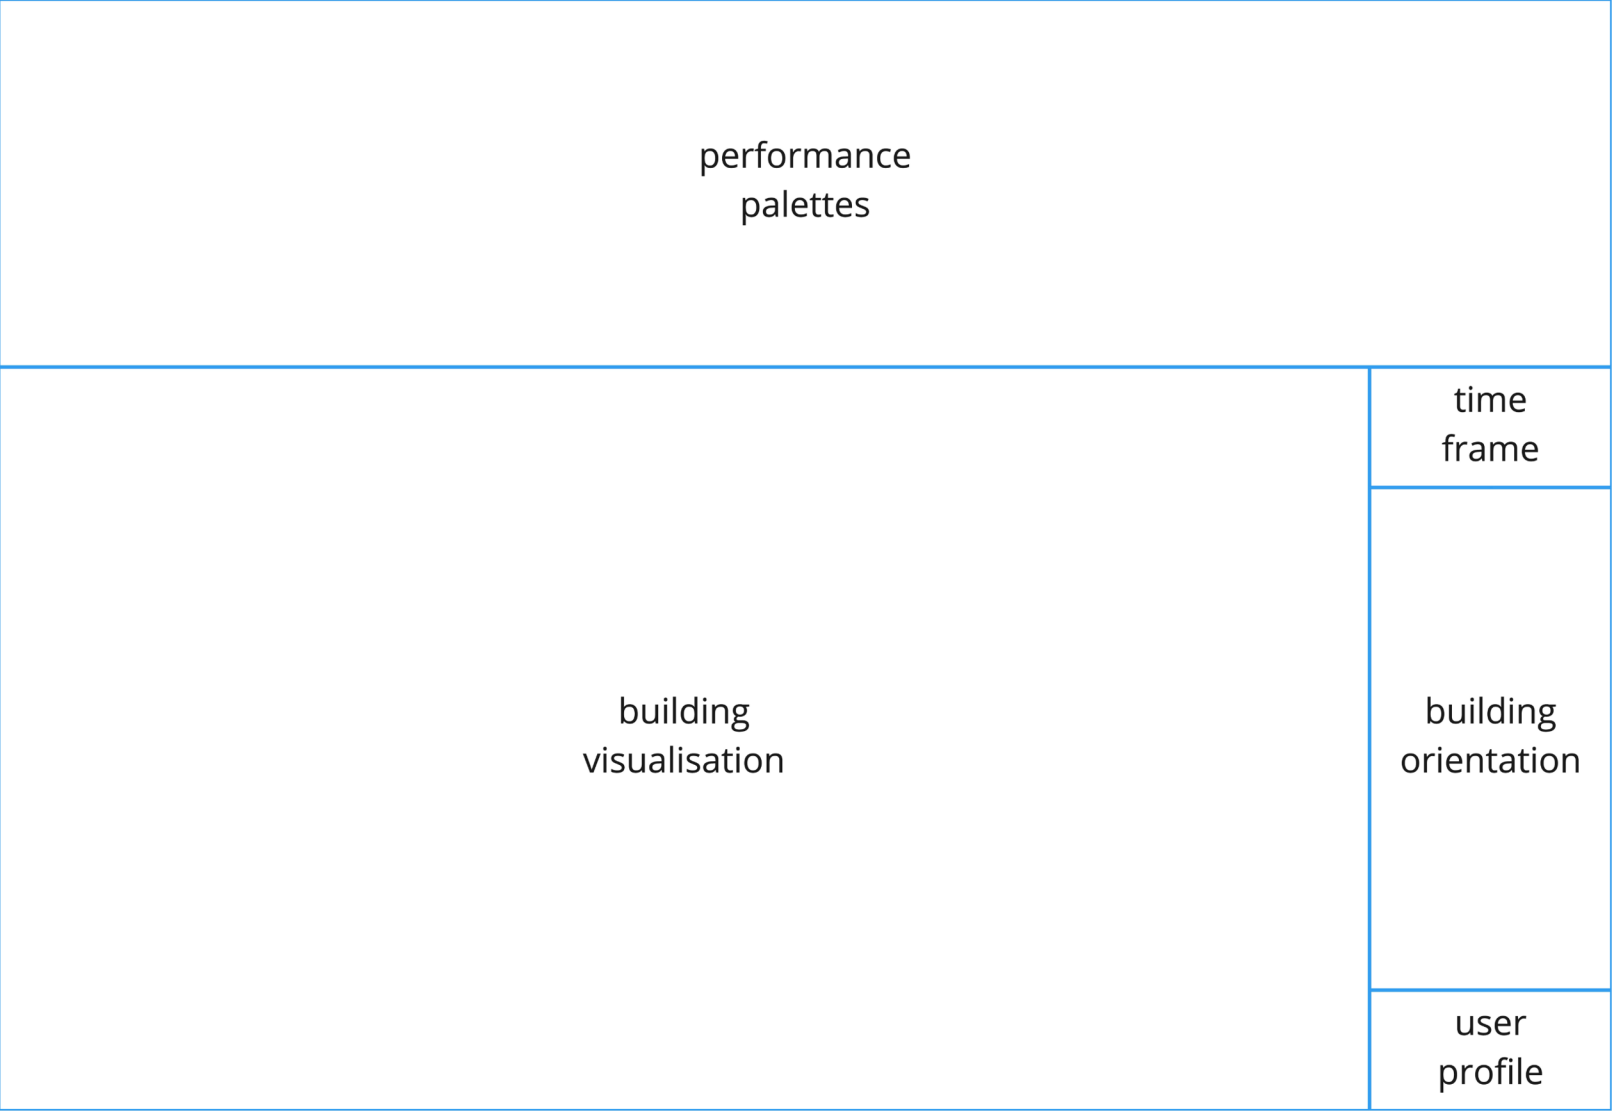 performance
palettes
time
frame
building
visualisation
building
orientation
user
profile